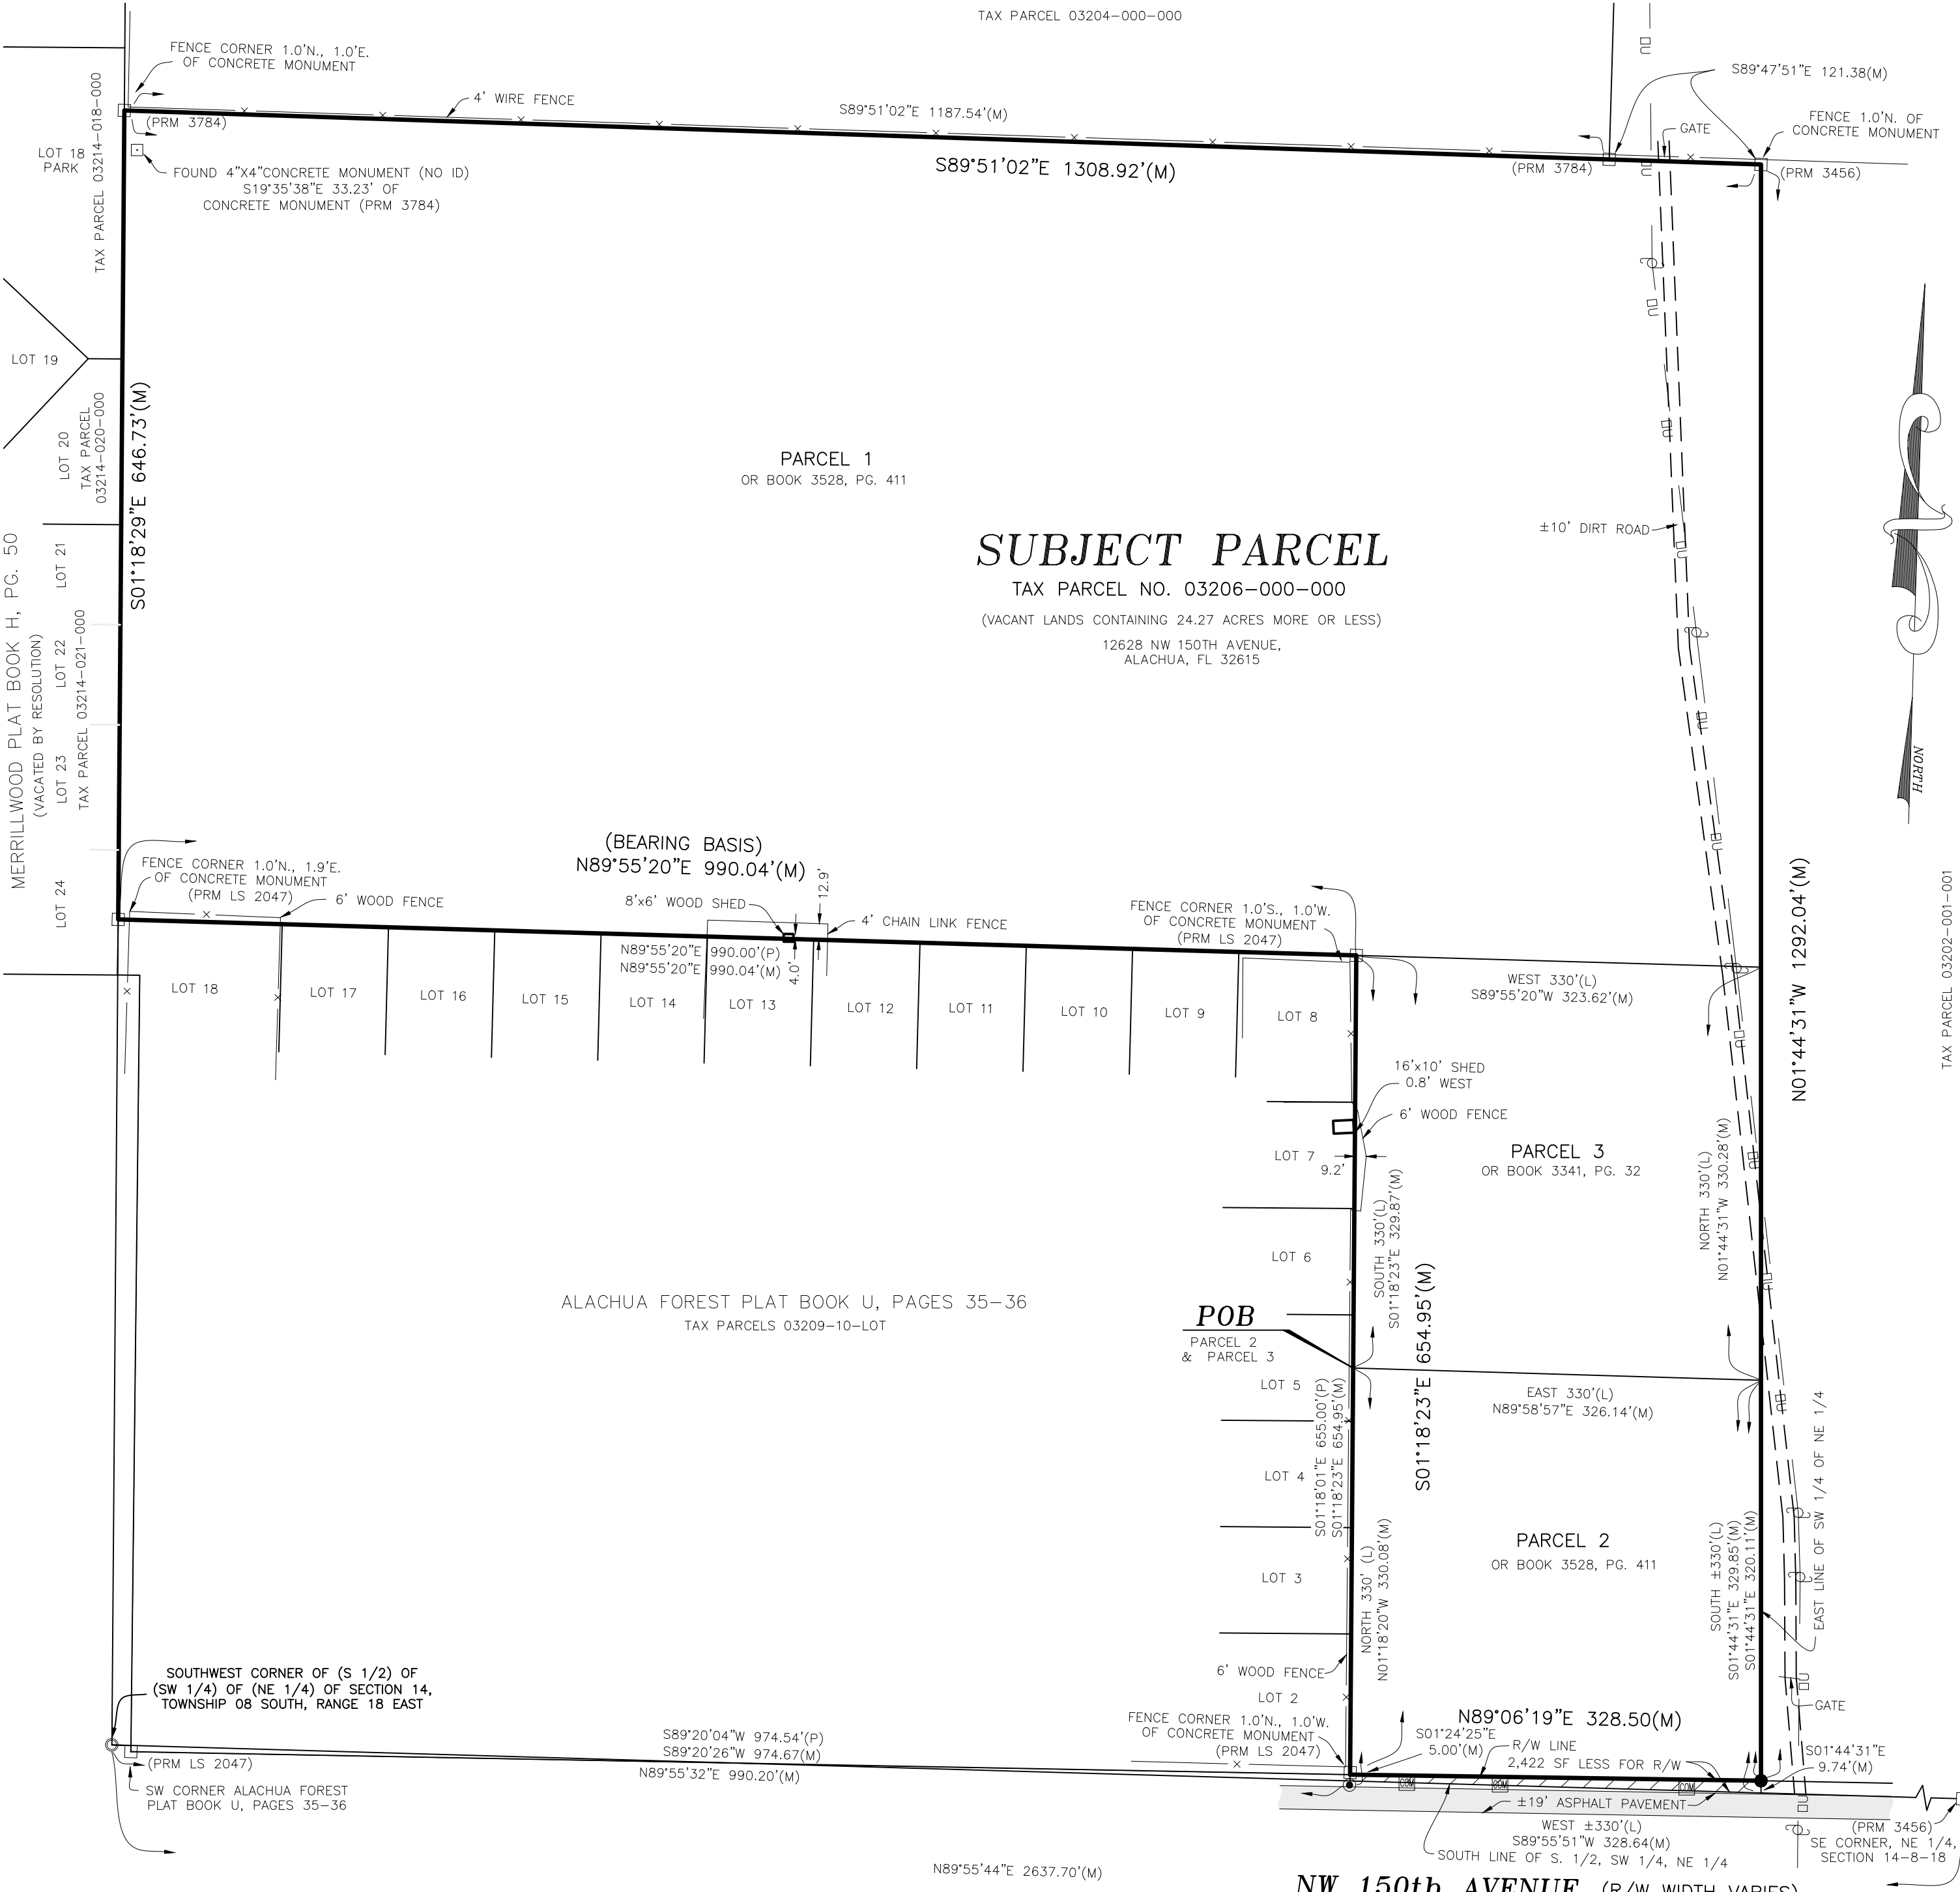 TAX PARCEL 03204-000-000
FENCE CORNER 1.0'N., 1.0'E.
OF CONCRETE MONUMENT
4' WIRE FENCE
S89°51'02"E 1187.54'(M)
S89°47'51"E 121.38(M)
GATE
FENCE 1.0'N. OF
CONCRETE MONUMENT
(PRM 3784)
S89°51'02"E 1308.92'(M)
(PRM 3784)
(PRM 3456)
LOT 18
PARK
TAX PARCEL 03214-018-000
FOUND 4"X4"CONCRETE MONUMENT (NO ID)
S19°35'38"E 33.23' OF
CONCRETE MONUMENT (PRM 3784)
LOT 19
LOT 20
TAX PARCEL
03214-020-000
S01°18'29"E 646.73'(M)
PARCEL 1
OR BOOK 3528, PG. 411
SUBJECT PARCEL
TAX PARCEL NO. 03206-000-000
(VACANT LANDS CONTAINING 24.27 ACRES MORE OR LESS)
12628 NW 150TH AVENUE,
ALACHUA, FL 32615
±10' DIRT ROAD
NORTH
MERRILLWOOD PLAT BOOK H, PG. 50
(VACATED BY RESOLUTION)
LOT 21
LOT 22
LOT 23
LOT 24
TAX PARCEL 03214-021-000
FENCE CORNER 1.0'N., 1.9'E.
OF CONCRETE MONUMENT
(PRM LS 2047)
6' WOOD FENCE
(BEARING BASIS)
N89°55'20"E 990.04'(M)
8'x6' WOOD SHED
12.9'
4' CHAIN LINK FENCE
N89°55'20"E 990.00'(P)
N89°55'20"E 990.04'(M)
4.0'
FENCE CORNER 1.0'S., 1.0'W.
OF CONCRETE MONUMENT
(PRM LS 2047)
WEST 330'(L)
S89°55'20"W 323.62'(M)
N01°44'31"W 1292.04'(M)
TAX PARCEL 03202-001-001
LOT 18
LOT 17
LOT 16
LOT 15
LOT 14
LOT 13
LOT 12
LOT 11
LOT 10
LOT 9
LOT 8
16'x10' SHED
0.8' WEST
6' WOOD FENCE
LOT 7
9.2'
PARCEL 3
OR BOOK 3341, PG. 32
NORTH 330'(L)
N01°44'31"W 330.28'(M)
SOUTH 330'(L)
S01°18'23"E 329.87'(M)
LOT 6
S01°18'23"E 654.95'(M)
ALACHUA FOREST PLAT BOOK U, PAGES 35-36
TAX PARCELS 03209-10-LOT
POB
PARCEL 2
& PARCEL 3
LOT 5
EAST 330'(L)
N89°58'57"E 326.14'(M)
S01°18'01"E 655.00'(P)
S01°18'23"E 654.95'(M)
LOT 4
EAST LINE OF SW 1/4 OF NE 1/4
PARCEL 2
OR BOOK 3528, PG. 411
LOT 3
NORTH 330' (L)
N01°18'20"W 330.08'(M)
SOUTH ±330'(L)
S01°44'31"E 329.85'(M)
S01°44'31"E 320.11'(M)
6' WOOD FENCE
LOT 2
GATE
SOUTHWEST CORNER OF (S 1/2) OF
(SW 1/4) OF (NE 1/4) OF SECTION 14,
TOWNSHIP 08 SOUTH, RANGE 18 EAST
FENCE CORNER 1.0'N., 1.0'W.
OF CONCRETE MONUMENT
(PRM LS 2047)
N89°06'19"E 328.50(M)
S01°24'25"E
5.00'(M)
R/W LINE
2,422 SF LESS FOR R/W
S01°44'31"E
9.74'(M)
S89°20'04"W 974.54'(P)
S89°20'26"W 974.67(M)
N89°55'32"E 990.20'(M)
(PRM LS 2047)
SW CORNER ALACHUA FOREST
PLAT BOOK U, PAGES 35-36
COM
COM
COM
±19' ASPHALT PAVEMENT
WEST ±330'(L)
S89°55'51"W 328.64(M)
SOUTH LINE OF S. 1/2, SW 1/4, NE 1/4
(PRM 3456)
SE CORNER, NE 1/4,
SECTION 14-8-18
N89°55'44"E 2637.70'(M)
NW 150th AVENUE (R/W WIDTH VARIES)